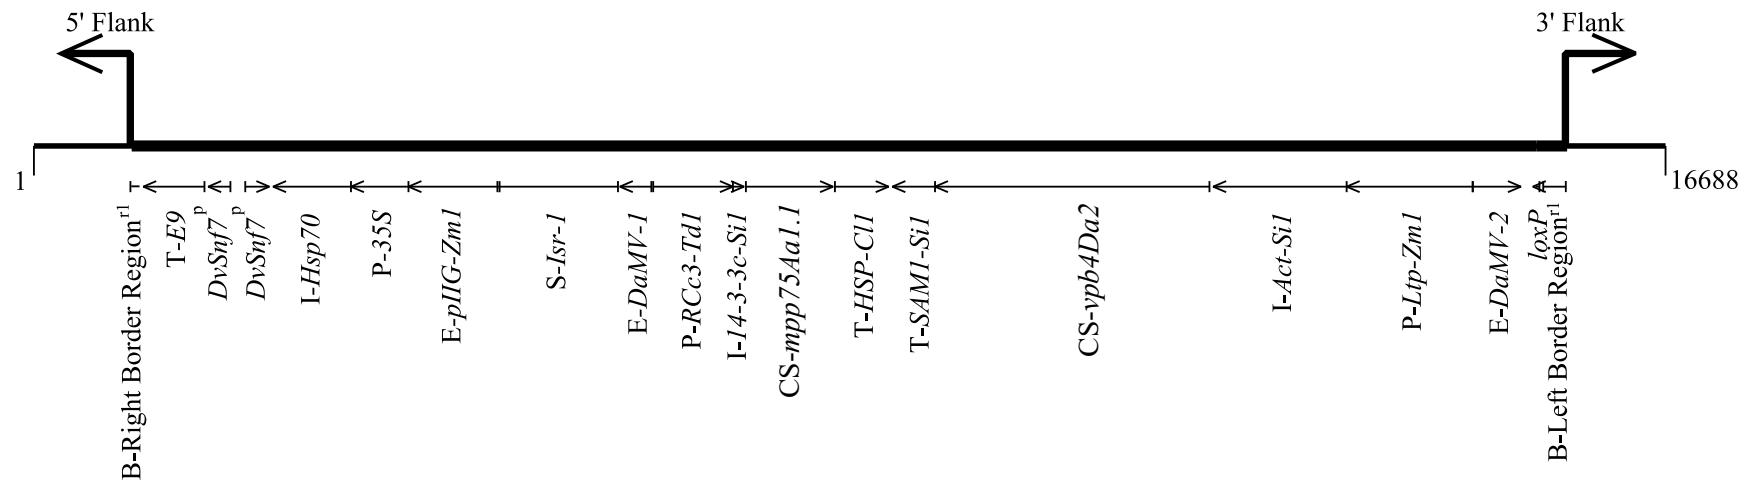 5' Flank
3' Flank
1
16688
B-Right Border Region^r1
T-E9
DvSnf7^p
DvSnf7^p
I-Hsp70
P-35S
E-pIIG-Zm1
S-Isr-1
E-DaMV-1
P-RCc3-Td1
I-14-3-3c-Si1
CS-mpp75Aa1.1
T-HSP-Cl1
T-SAM1-Si1
CS-vpb4Da2
I-Act-Si1
P-Ltp-Zm1
E-DaMV-2
loxP
B-Left Border Region^r1